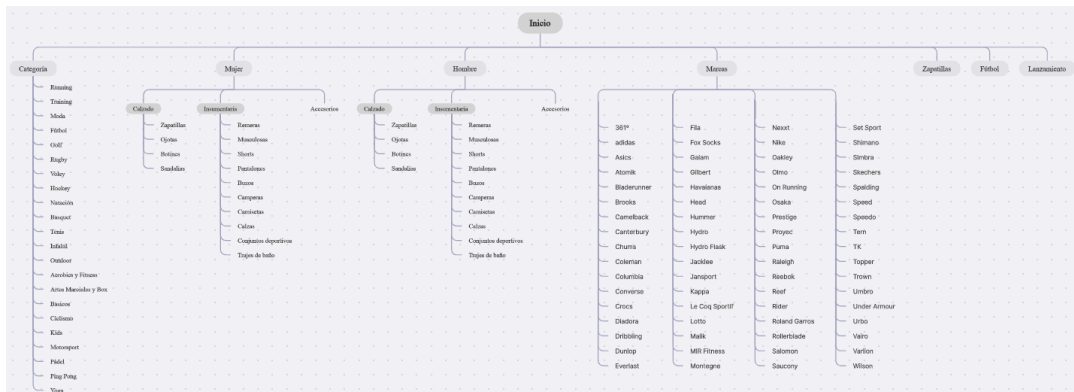 Inicio
Categoría
Running
Training
Moda
Fútbol
Golf
Rugby
Voley
Hockey
Natación
Basquet
Tenis
Infantil
Outdoor
Aerobics y Fitness
Artes Marciales y Box
Básicos
Ciclismo
Kids
Motorsport
Pádel
Ping Pong
Yoga
Mujer
Calzado
Zapatillas
Ojotas
Botines
Sandalias
Remeras
Musculosas
Shorts
Pantalones
Buzos
Camperas
Camisetas
Calzas
Conjuntos deportivos
Trajes de baño
Accesorios
Hombre
Calzado
Zapatillas
Ojotas
Botines
Sandalias
Remeras
Musculosas
Shorts
Pantalones
Buzos
Camperas
Camisetas
Calzas
Conjuntos deportivos
Trajes de baño
Accesorios
Marcas
361º
adidas
Asics
Atomik
Bladerunner
Brooks
Camelback
Canterbury
Churrs
Coleman
Columbia
Converse
Crocs
Diadora
Dribbling
Dunlop
Everlast
Fila
Fox Socks
Gaiam
Gilbert
Havaianas
Head
Hummer
Hydro
Hydro Flask
Jacklee
Jansport
Kappa
Le Coq Sportif
Lotto
Malik
MIR Fitness
Montagne
Nexxt
Nike
Oakley
Olmo
On Running
Osaka
Prestige
Proyec
Puma
Raleigh
Reebok
Reef
Rider
Roland Garros
Rollerblade
Salomon
Saucony
Set Sport
Shimano
Simbra
Skechers
Spalding
Speed
Speedo
Tern
TK
Topper
Trown
Umbro
Under Armour
Urbo
Vairo
Varlion
Wilson
Zapatillas
Fútbol
Lanzamiento